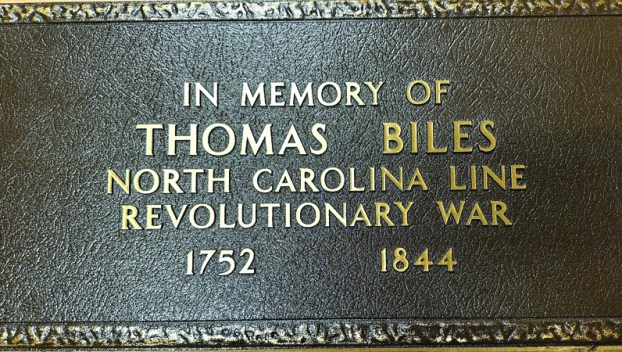 IN MEMORY OF
THOMAS BILES
NORTH CAROLINA LINE
REVOLUTIONARY WAR
1752 1844